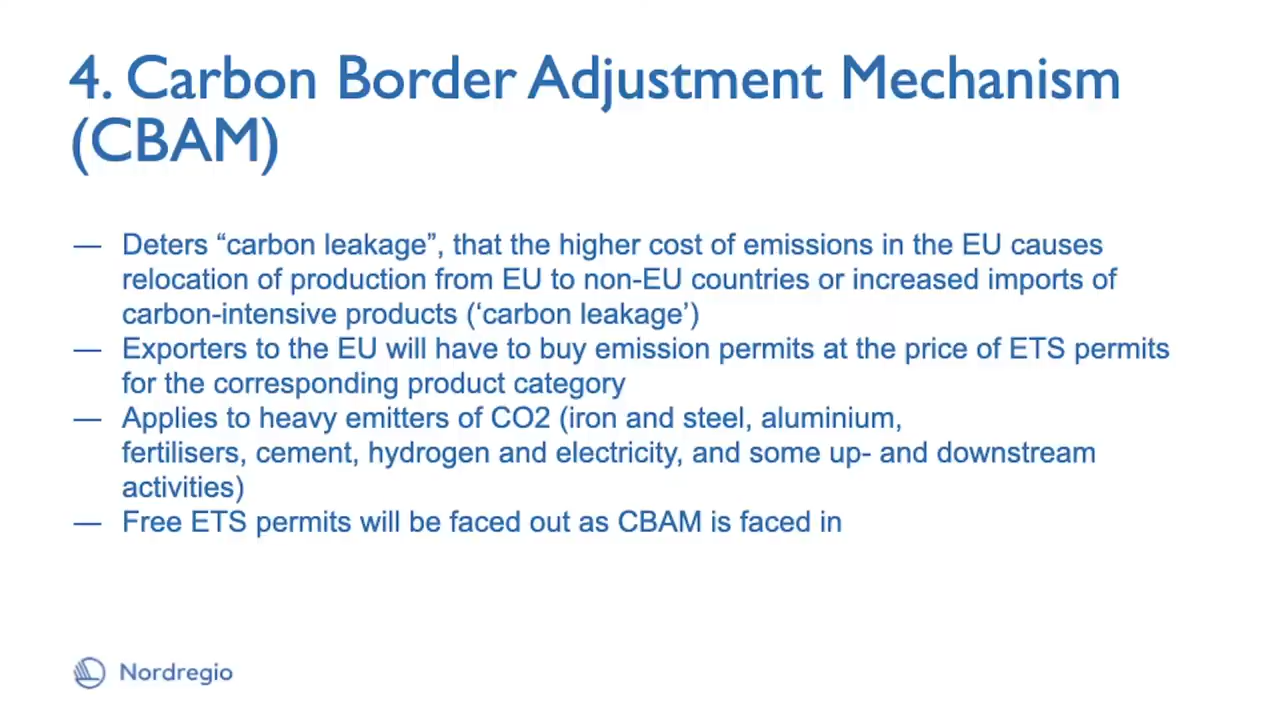 4. Carbon Border Adjustment Mechanism
(CBAM)
— Deters “carbon leakage”, that the higher cost of emissions in the EU causes
relocation of production from EU to non-EU countries or increased imports of
carbon-intensive products (‘carbon leakage’)
— Exporters to the EU will have to buy emission permits at the price of ETS permits
for the corresponding product category
— Applies to heavy emitters of CO2 (iron and steel, aluminium,
fertilisers, cement, hydrogen and electricity, and some up- and downstream
activities)
— Free ETS permits will be faced out as CBAM is faced in
Nordregio